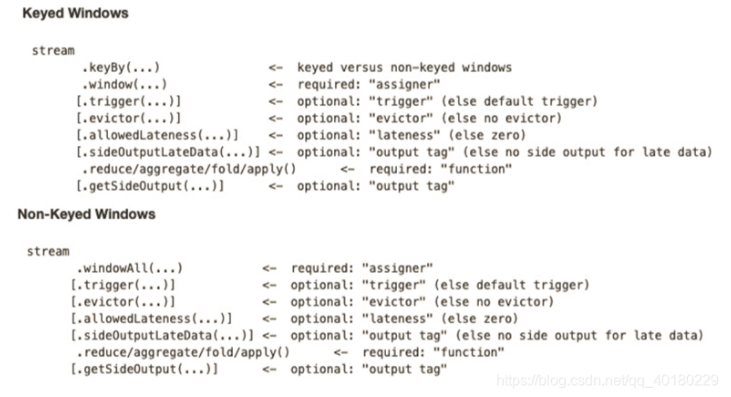 Keyed Windows
stream
.keyBy(...) <- keyed versus non-keyed windows
.window(...) <- required: "assigner"
[.trigger(...)] <- optional: "trigger" (else default trigger)
[.evictor(...)] <- optional: "evictor" (else no evictor)
[.allowedLateness(...)] <- optional: "lateness" (else zero)
[.sideOutputLateData(...)] <- optional: "output tag" (else no side output for late data)
.reduce/aggregate/fold/apply() <- required: "function"
[.getSideOutput(...)] <- optional: "output tag"
Non-Keyed Windows
stream
.windowAll(...) <- required: "assigner"
[.trigger(...)] <- optional: "trigger" (else default trigger)
[.evictor(...)] <- optional: "evictor" (else no evictor)
[.allowedLateness(...)] <- optional: "lateness" (else zero)
[.sideOutputLateData(...)] <- optional: "output tag" (else no side output for late data)
.reduce/aggregate/fold/apply() <- required: "function"
[.getSideOutput(...)] <- optional: "output tag"
https://blog.csdn.net/qq_40180229